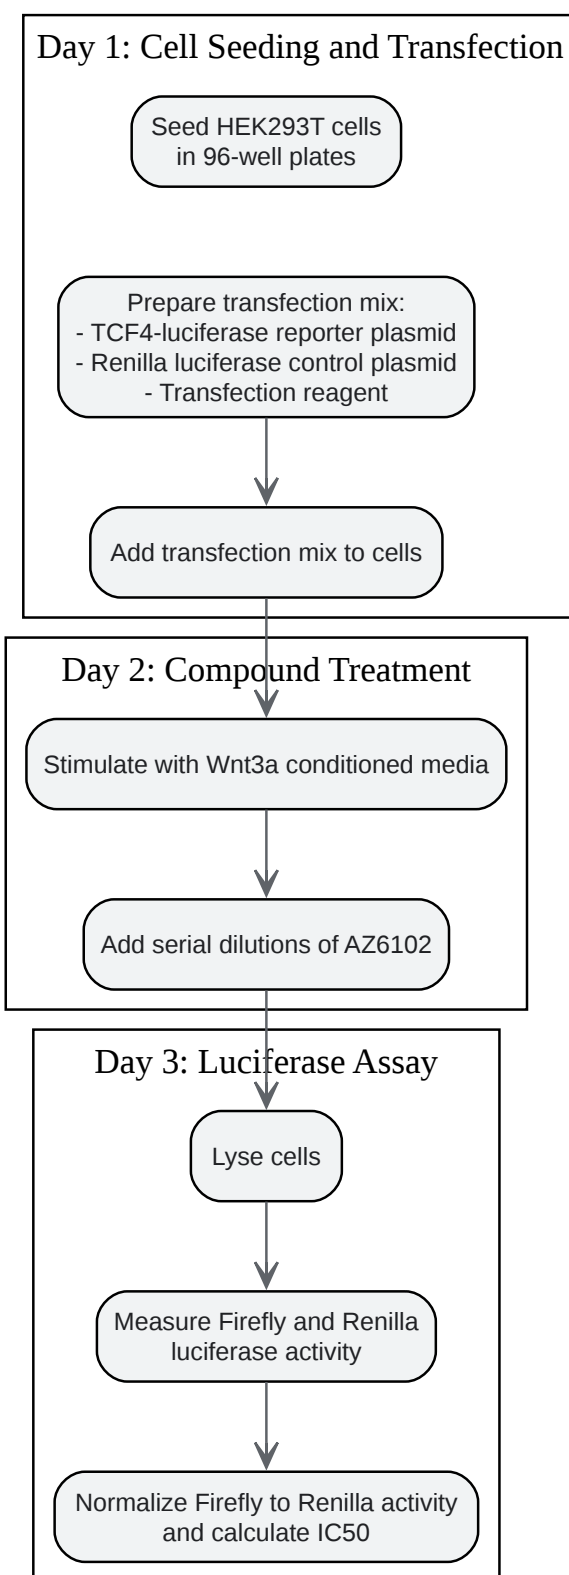 Day 1: Cell Seeding and Transfection
Seed HEK293T cells
in 96-well plates
Prepare transfection mix:
- TCF4-luciferase reporter plasmid
- Renilla luciferase control plasmid
- Transfection reagent
Add transfection mix to cells
Day 2: Compound Treatment
Stimulate with Wnt3a conditioned media
Add serial dilutions of AZ6102
Day 3: Luciferase Assay
Lyse cells
Measure Firefly and Renilla
luciferase activity
Normalize Firefly to Renilla activity
and calculate IC50